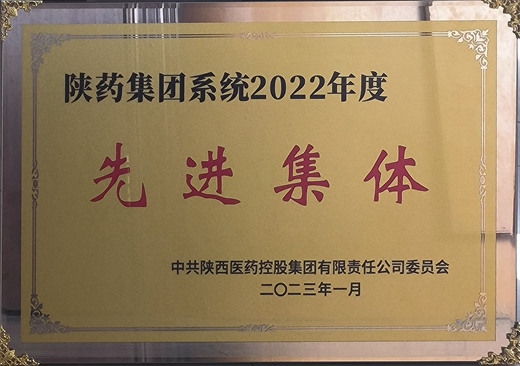 陕药集团系统2022年度
先进集体
中共陕西医药控股集团有限责任公司委员会
二〇二三年一月